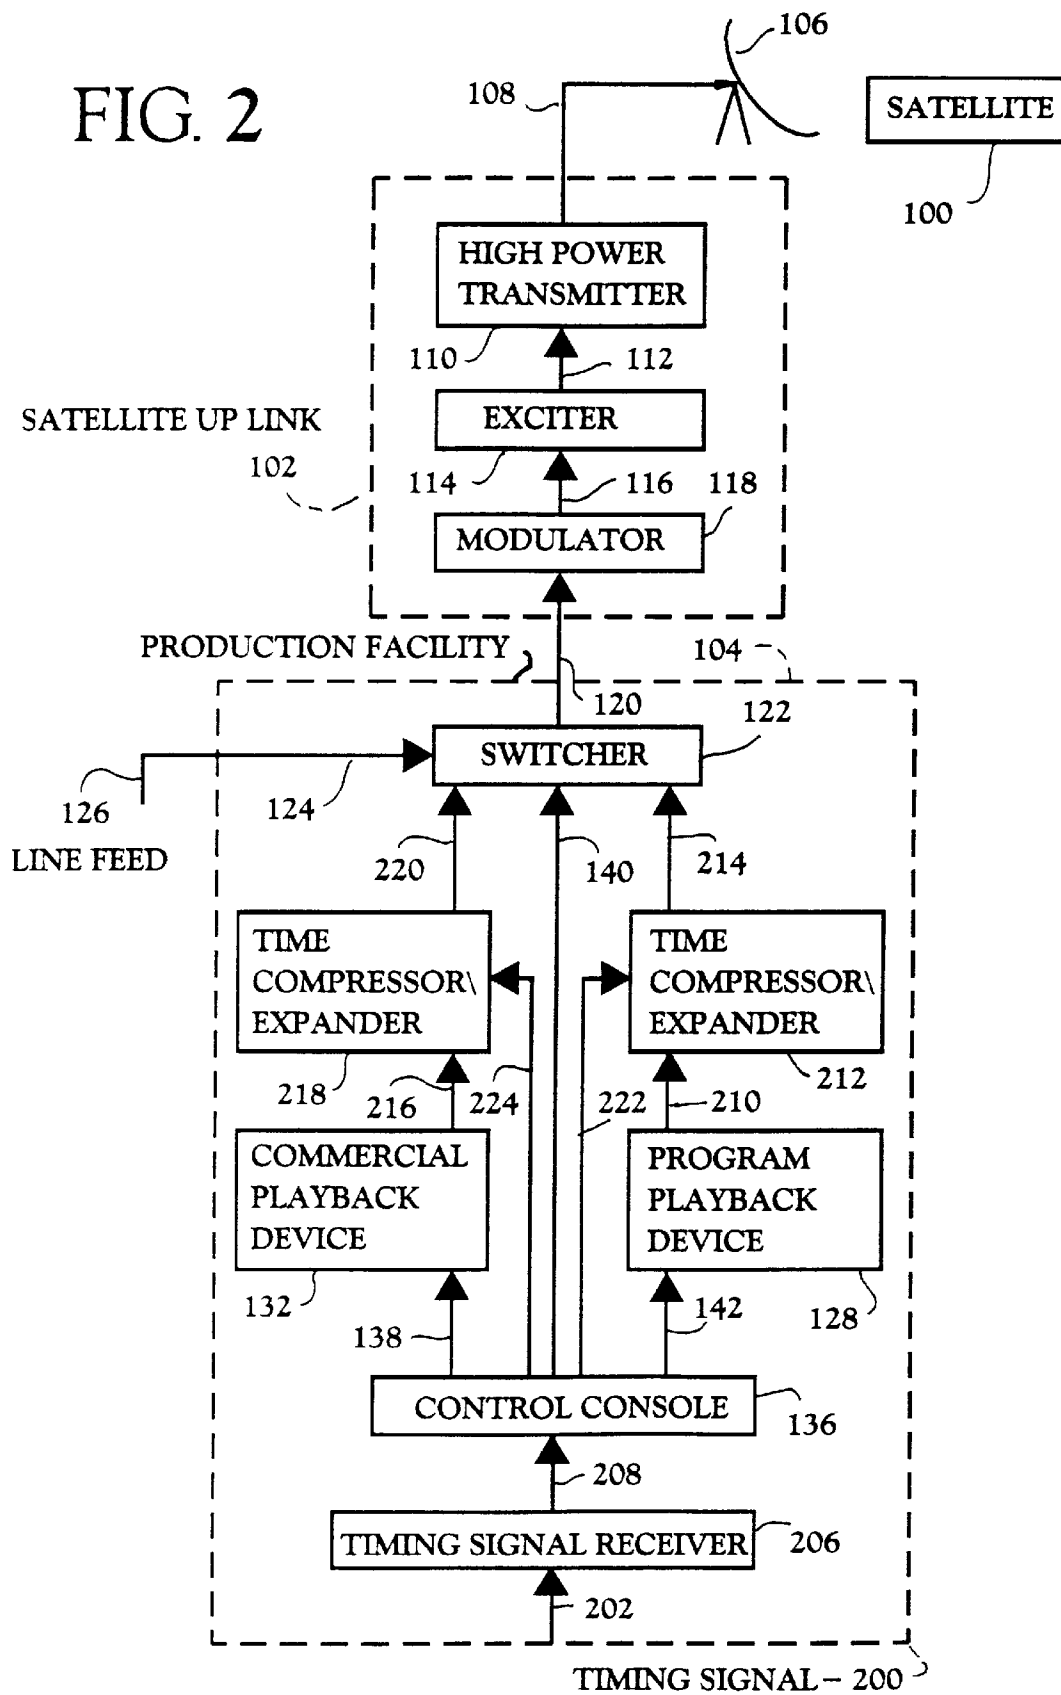 106
FIG. 2
108
SATELLITE
100
HIGH POWER
TRANSMITTER
110
112
SATELLITE UP LINK
EXCITER
102
114
116
118
MODULATOR
PRODUCTION FACILITY
104
120
122
SWITCHER
126
124
LINE FEED
220
140
214
TIME
COMPRESSOR\
EXPANDER
TIME
COMPRESSOR\
EXPANDER
218
216
224
222
210
212
COMMERCIAL
PLAYBACK
DEVICE
PROGRAM
PLAYBACK
DEVICE
132
138
142
128
CONTROL CONSOLE
136
208
TIMING SIGNAL RECEIVER
206
202
TIMING SIGNAL – 200